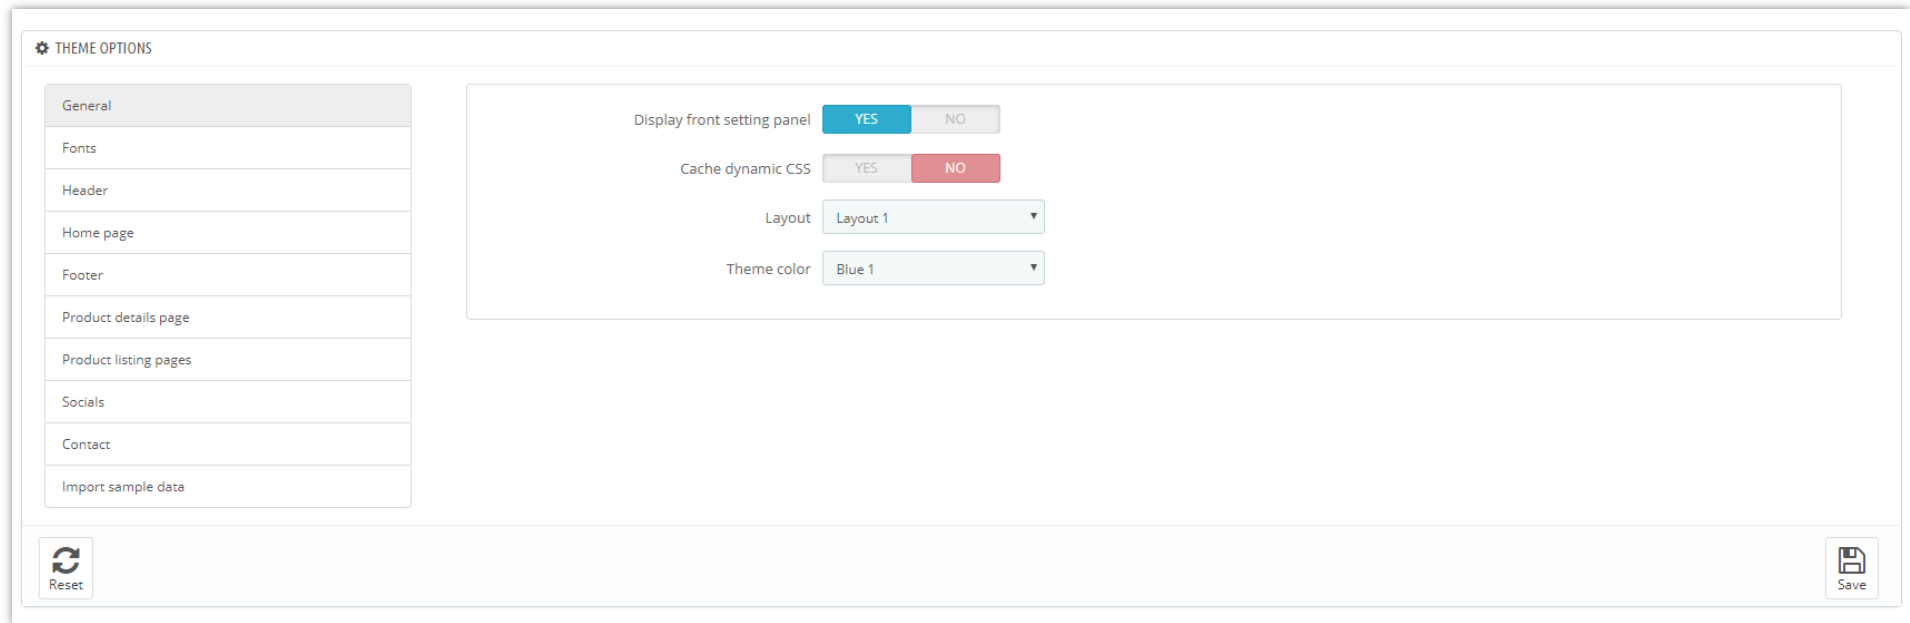 THEME OPTIONS
General
Fonts
Header
Home page
Footer
Product details page
Product listing pages
Socials
Contact
Import sample data
Display front setting panel YES NO
Cache dynamic CSS YES NO
Layout Layout 1
Theme color Blue 1
Reset
Save